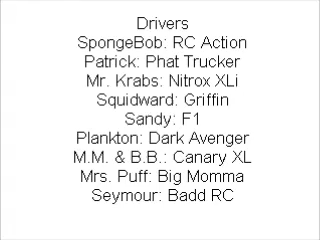 Drivers
SpongeBob: RC Action
Patrick: Phat Trucker
Mr. Krabs: Nitrox XLi
Squidward: Griffin
Sandy: F1
Plankton: Dark Avenger
M.M. & B.B.: Canary XL
Mrs. Puff: Big Momma
Seymour: Badd RC